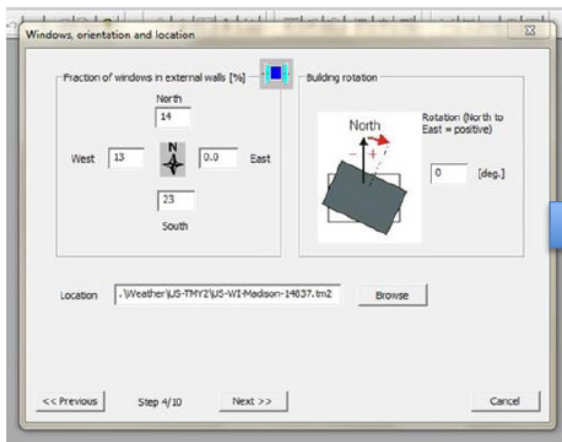 Windows, orientation and location
Fraction of windows in external walls [%]
North
14
West
13
N
0.0
East
23
South
Building rotation
North
- +
Rotation (North to
East = positive)
0
[deg.]
Location
.\Weather\US-TMY2\US-WI-Madison-14837.tm2
Browse
<< Previous
Step 4/10
Next >>
Cancel